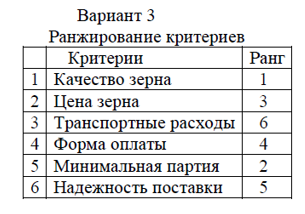 Вариант 3
Ранжирование критериев
Критерии Ранг
1 Качество зерна 1
2 Цена зерна 3
3 Транспортные расходы 6
4 Форма оплаты 4
5 Минимальная партия 2
6 Надежность поставки 5